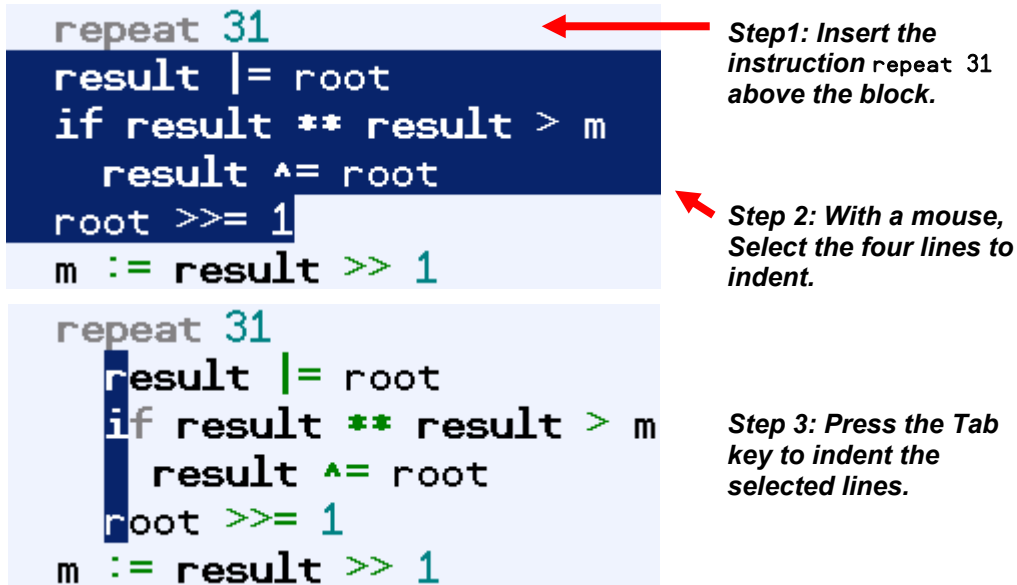 repeat 31
result |= root
if result ** result > m
result ^= root
root >>= 1
m := result >> 1
Step1: Insert the
instruction repeat 31
above the block.
Step 2: With a mouse,
Select the four lines to
indent.
repeat 31
result |= root
if result ** result > m
result ^= root
root >>= 1
m := result >> 1
Step 3: Press the Tab
key to indent the
selected lines.